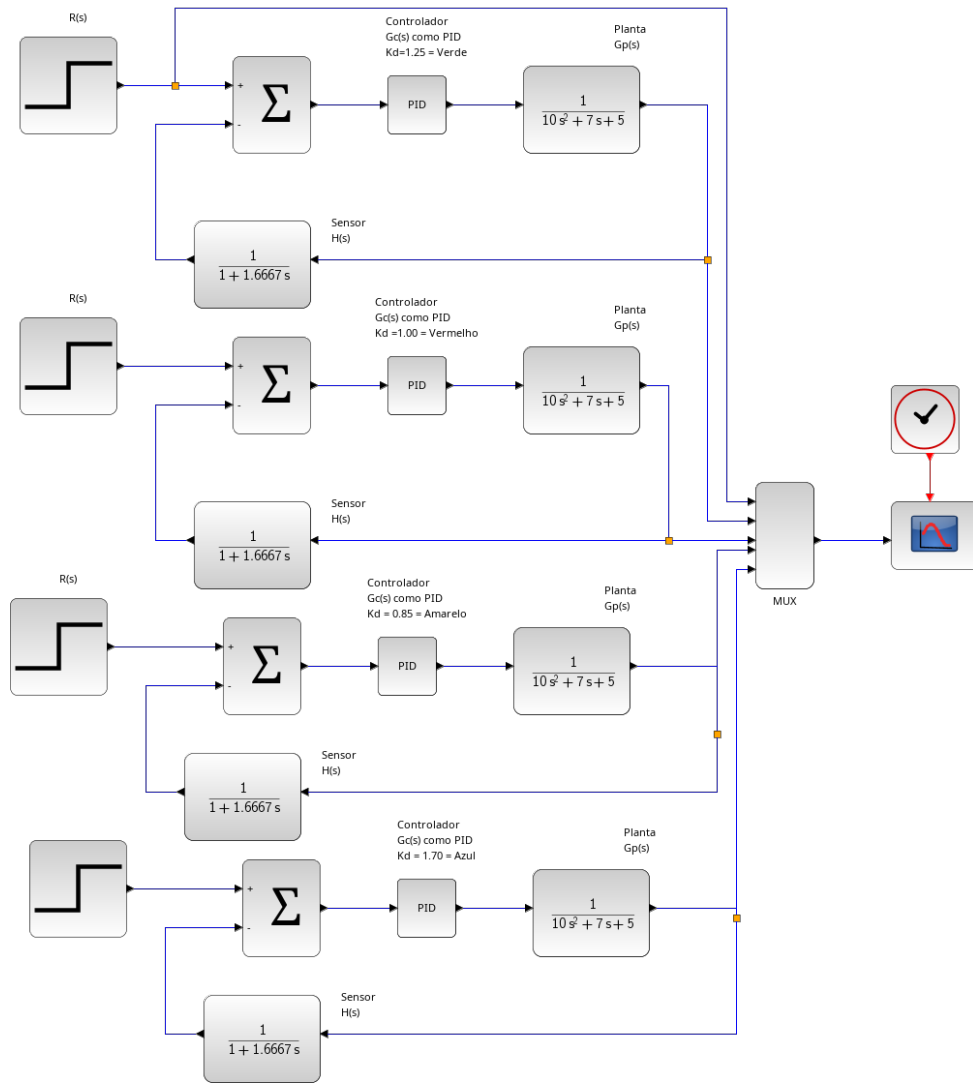 R(s)
Controlador
Gc(s) como PID
Kd=1.25 = Verde
Planta
Gp(s)
+
-
Σ
PID
1
10 s² + 7 s + 5
Sensor
H(s)
1
1 + 1.6667 s
R(s)
Controlador
Gc(s) como PID
Kd =1.00 = Vermelho
Planta
Gp(s)
+
-
Σ
PID
1
10 s² + 7 s + 5
Sensor
H(s)
1
1 + 1.6667 s
MUX
R(s)
Controlador
Gc(s) como PID
Kd = 0.85 = Amarelo
Planta
Gp(s)
+
-
Σ
PID
1
10 s² + 7 s + 5
Sensor
H(s)
1
1 + 1.6667 s
Controlador
Gc(s) como PID
Kd = 1.70 = Azul
Planta
Gp(s)
+
-
Σ
PID
1
10 s² + 7 s + 5
Sensor
H(s)
1
1 + 1.6667 s